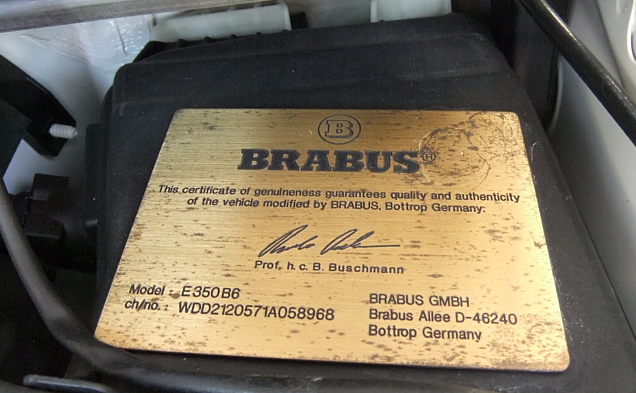 B
BRABUS®
This certificate of genuineness guarantees quality and authenticity
of the vehicle modified by BRABUS. Bottrop Germany.
Prof. h. c. B. Buschmann
Model : E350B6
ch/no. : WDD2120571A058968
BRABUS GMBH
Brabus Allee D-46240
Bottrop Germany